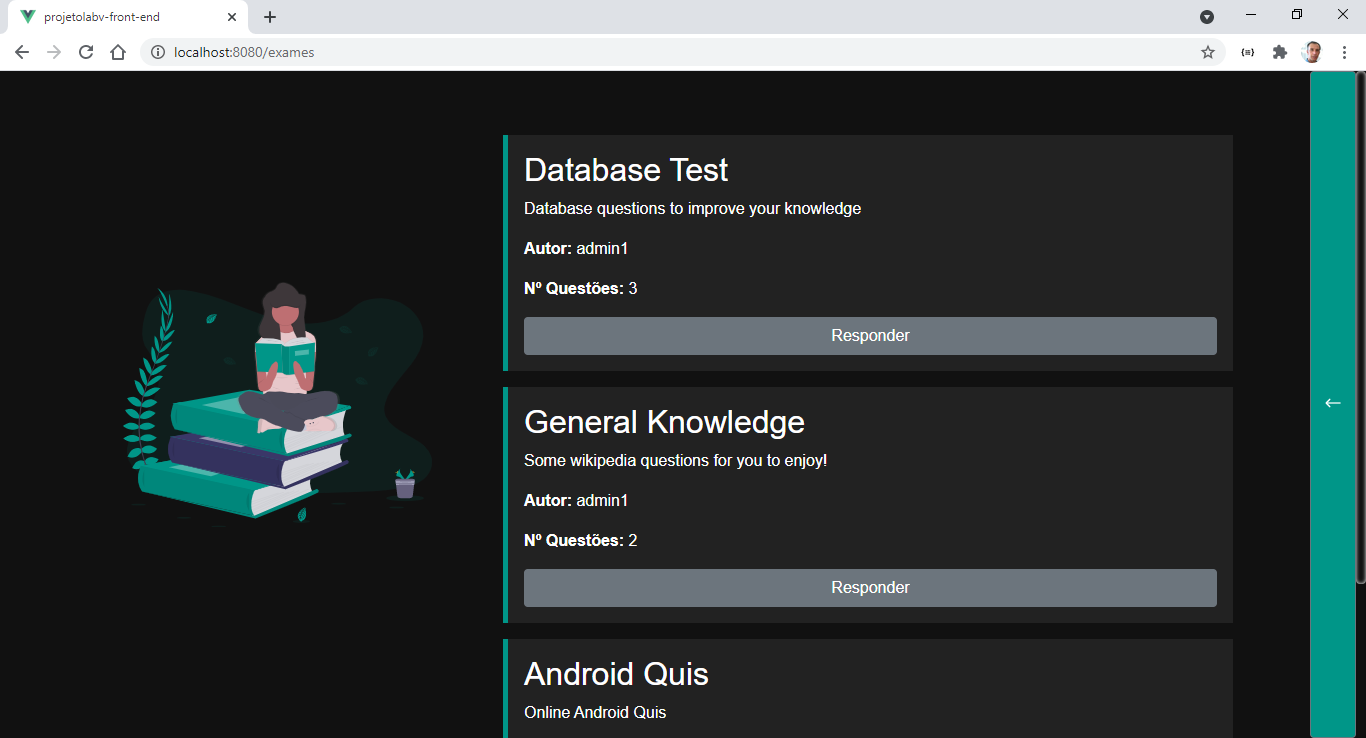 projetolabv-front-end
localhost:8080/exames
Database Test
Database questions to improve your knowledge
Autor: admin1
Nº Questões: 3
Responder
General Knowledge
Some wikipedia questions for you to enjoy!
Autor: admin1
Nº Questões: 2
Responder
Android Quis
Online Android Quis